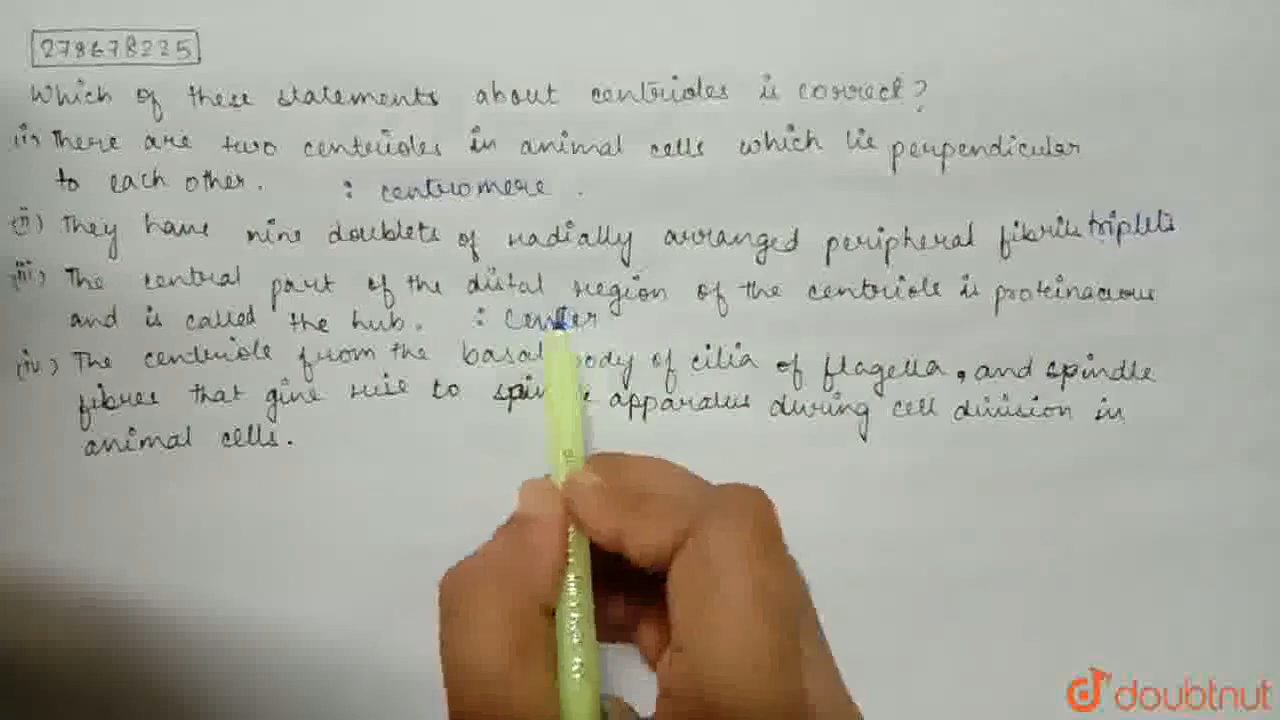 278678225
Which of these statements about centrioles is correct?
(i) There are two centrioles in animal cells which lie perpendicular
to each other. : centromere .
(ii) They have nine doublets of radially arranged peripheral fibrils triplets
(iii) The central part of the distal region of the centriole is proteinacious
and is called the hub. : Center
(iv) The centriole from the basal body of cilia of flagella, and spindle
fibres that give rise to apparatus during cell division in
animal cells.
doubtnut